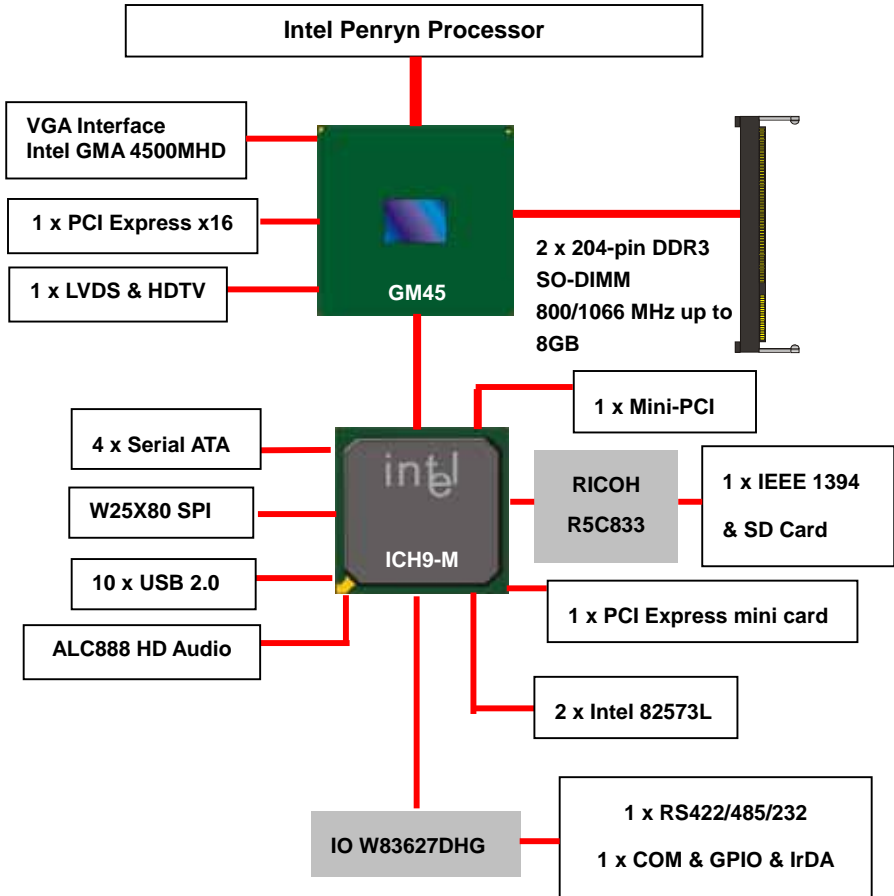 Intel Penryn Processor
VGA Interface
Intel GMA 4500MHD
1 x PCI Express x16
1 x LVDS & HDTV
GM45
2 x 204-pin DDR3
SO-DIMM
800/1066 MHz up to
8GB
1 x Mini-PCI
4 x Serial ATA
W25X80 SPI
10 x USB 2.0
ALC888 HD Audio
intel
ICH9-M
RICOH
R5C833
1 x IEEE 1394
& SD Card
1 x PCI Express mini card
2 x Intel 82573L
IO W83627DHG
1 x RS422/485/232
1 x COM & GPIO & IrDA